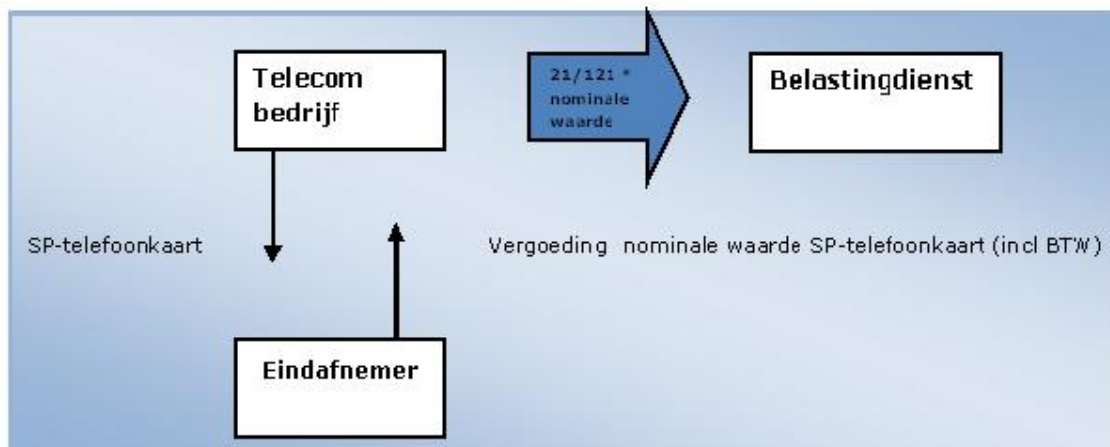 Telecom
bedrijf
21/121 *
nominale
waarde
Belastingdienst
SP-telefoonkaart
Vergoeding nominale waarde SP-telefoonkaart (incl BTW)
Eindafnemer